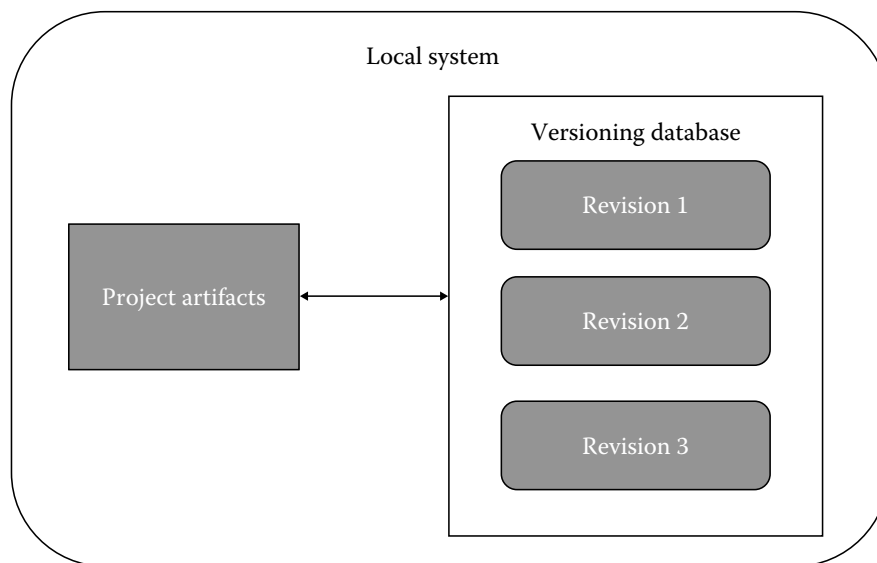 Local system
Versioning database
Revision 1
Project artifacts
Revision 2
Revision 3